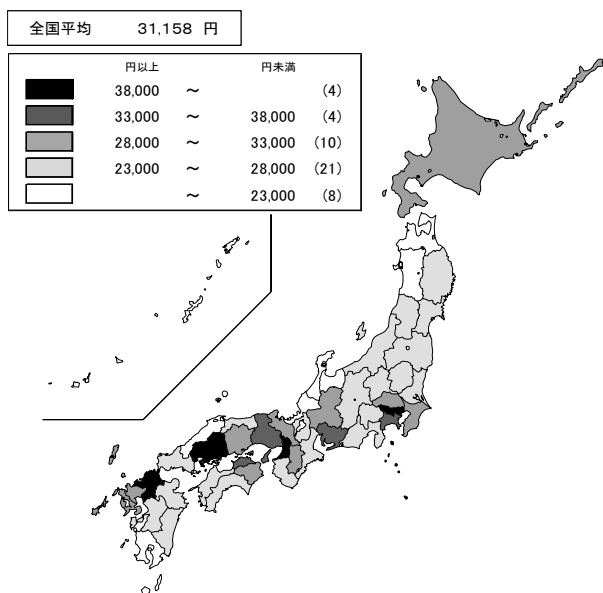 全国平均 31,158 円
円以上 円未満
38,000 ～ (4)
33,000 ～ 38,000 (4)
28,000 ～ 33,000 (10)
23,000 ～ 28,000 (21)
～ 23,000 (8)